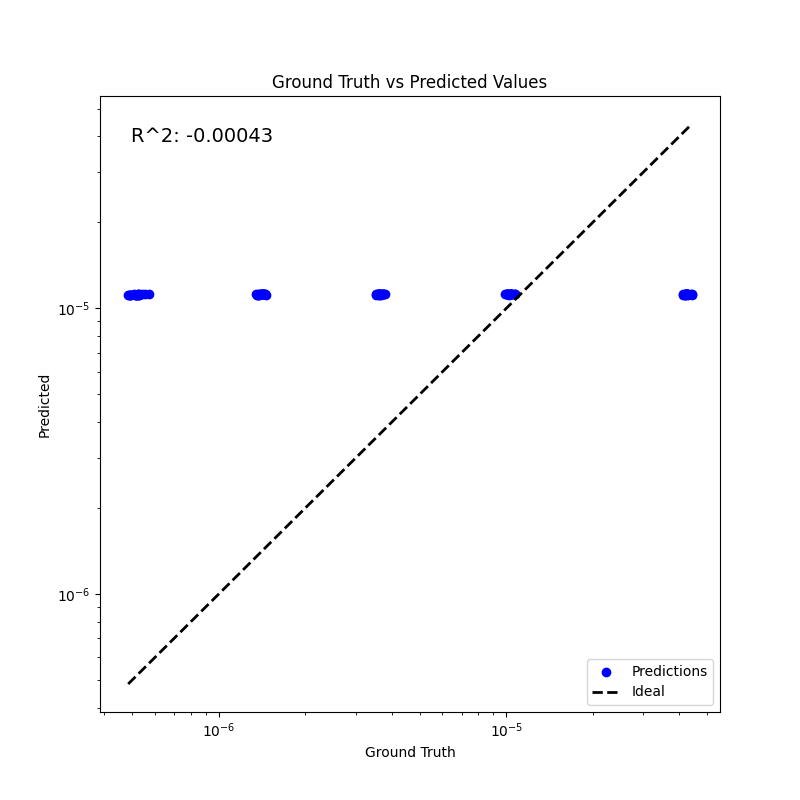 Ground Truth vs Predicted Values
R^2: -0.00043
10⁻⁵
10⁻⁶
Predicted
10⁻⁶ 10⁻⁵
Ground Truth
Predictions
Ideal